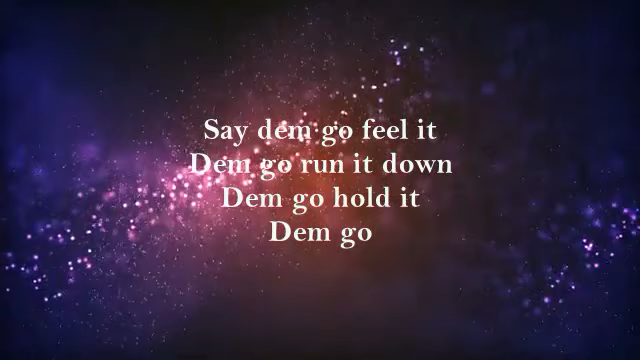 Say dem go feel it
Dem go run it down
Dem go hold it
Dem go